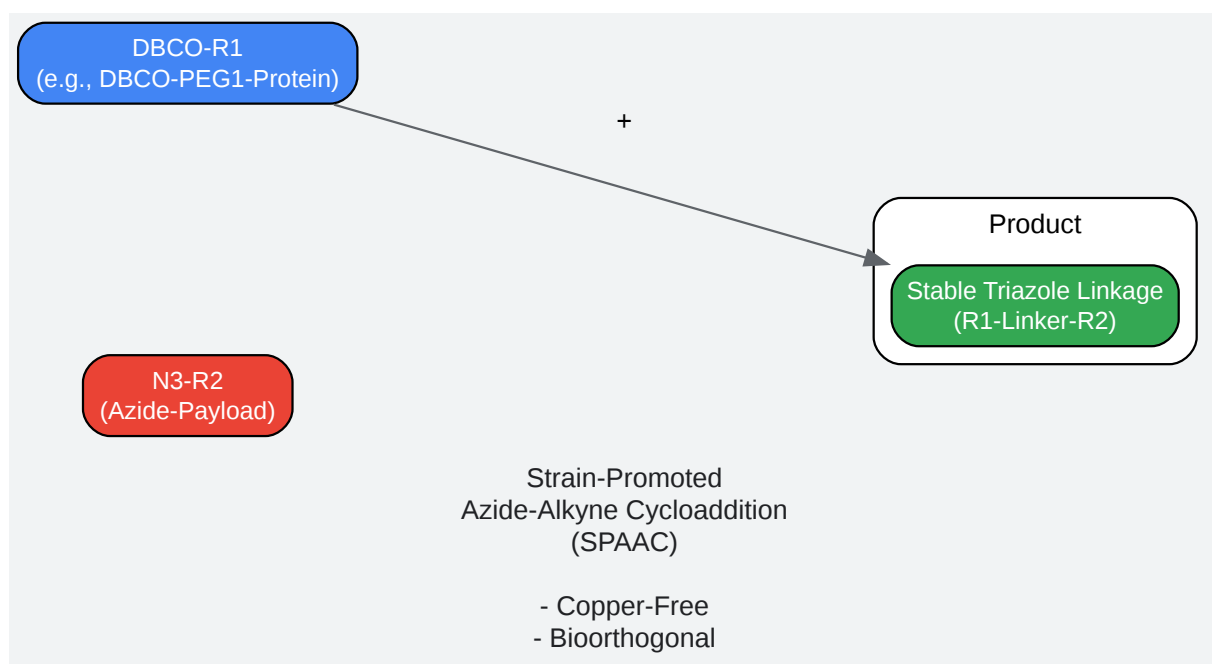 DBCO-R1
(e.g., DBCO-PEG1-Protein)
+
Product
Stable Triazole Linkage
(R1-Linker-R2)
N3-R2
(Azide-Payload)
Strain-Promoted
Azide-Alkyne Cycloaddition
(SPAAC)
- Copper-Free
- Bioorthogonal